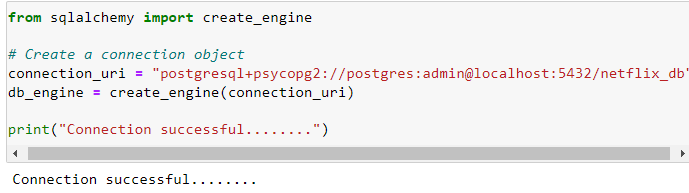 from sqlalchemy import create_engine
# Create a connection object
connection_uri = "postgresql+psycopg2://postgres:admin@localhost:5432/netflix_db"
db_engine = create_engine(connection_uri)
print("Connection successful........")
Connection successful........